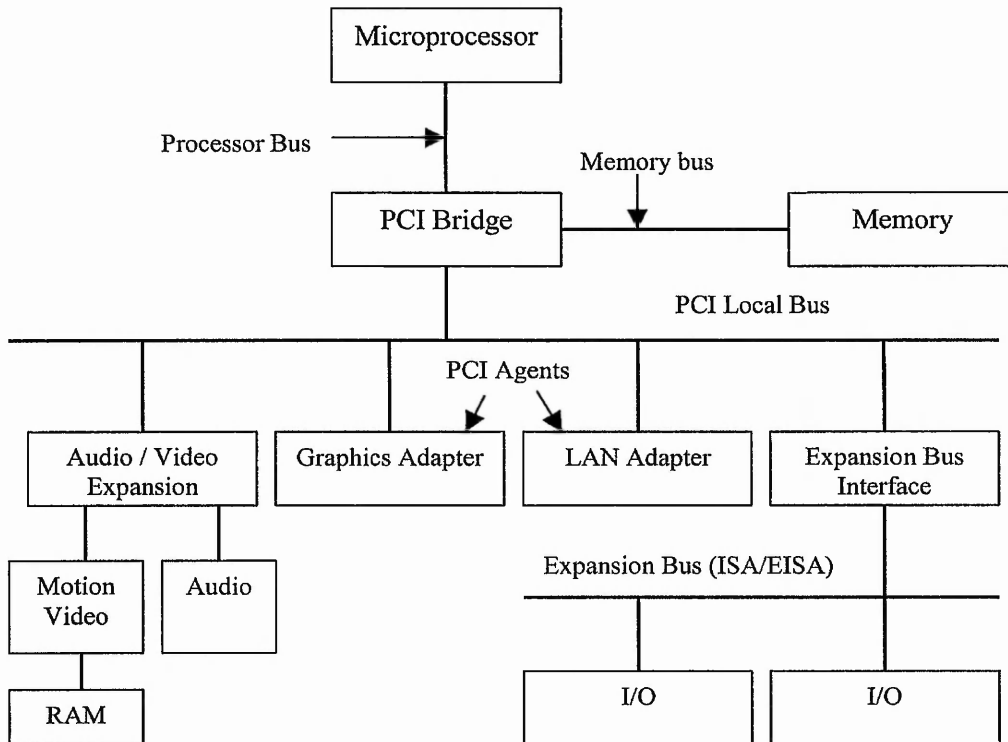 Microprocessor
Processor Bus
Memory bus
PCI Bridge
Memory
PCI Local Bus
PCI Agents
Audio / Video
Expansion
Graphics Adapter
LAN Adapter
Expansion Bus
Interface
Motion
Video
Audio
Expansion Bus (ISA/EISA)
RAM
I/O
I/O